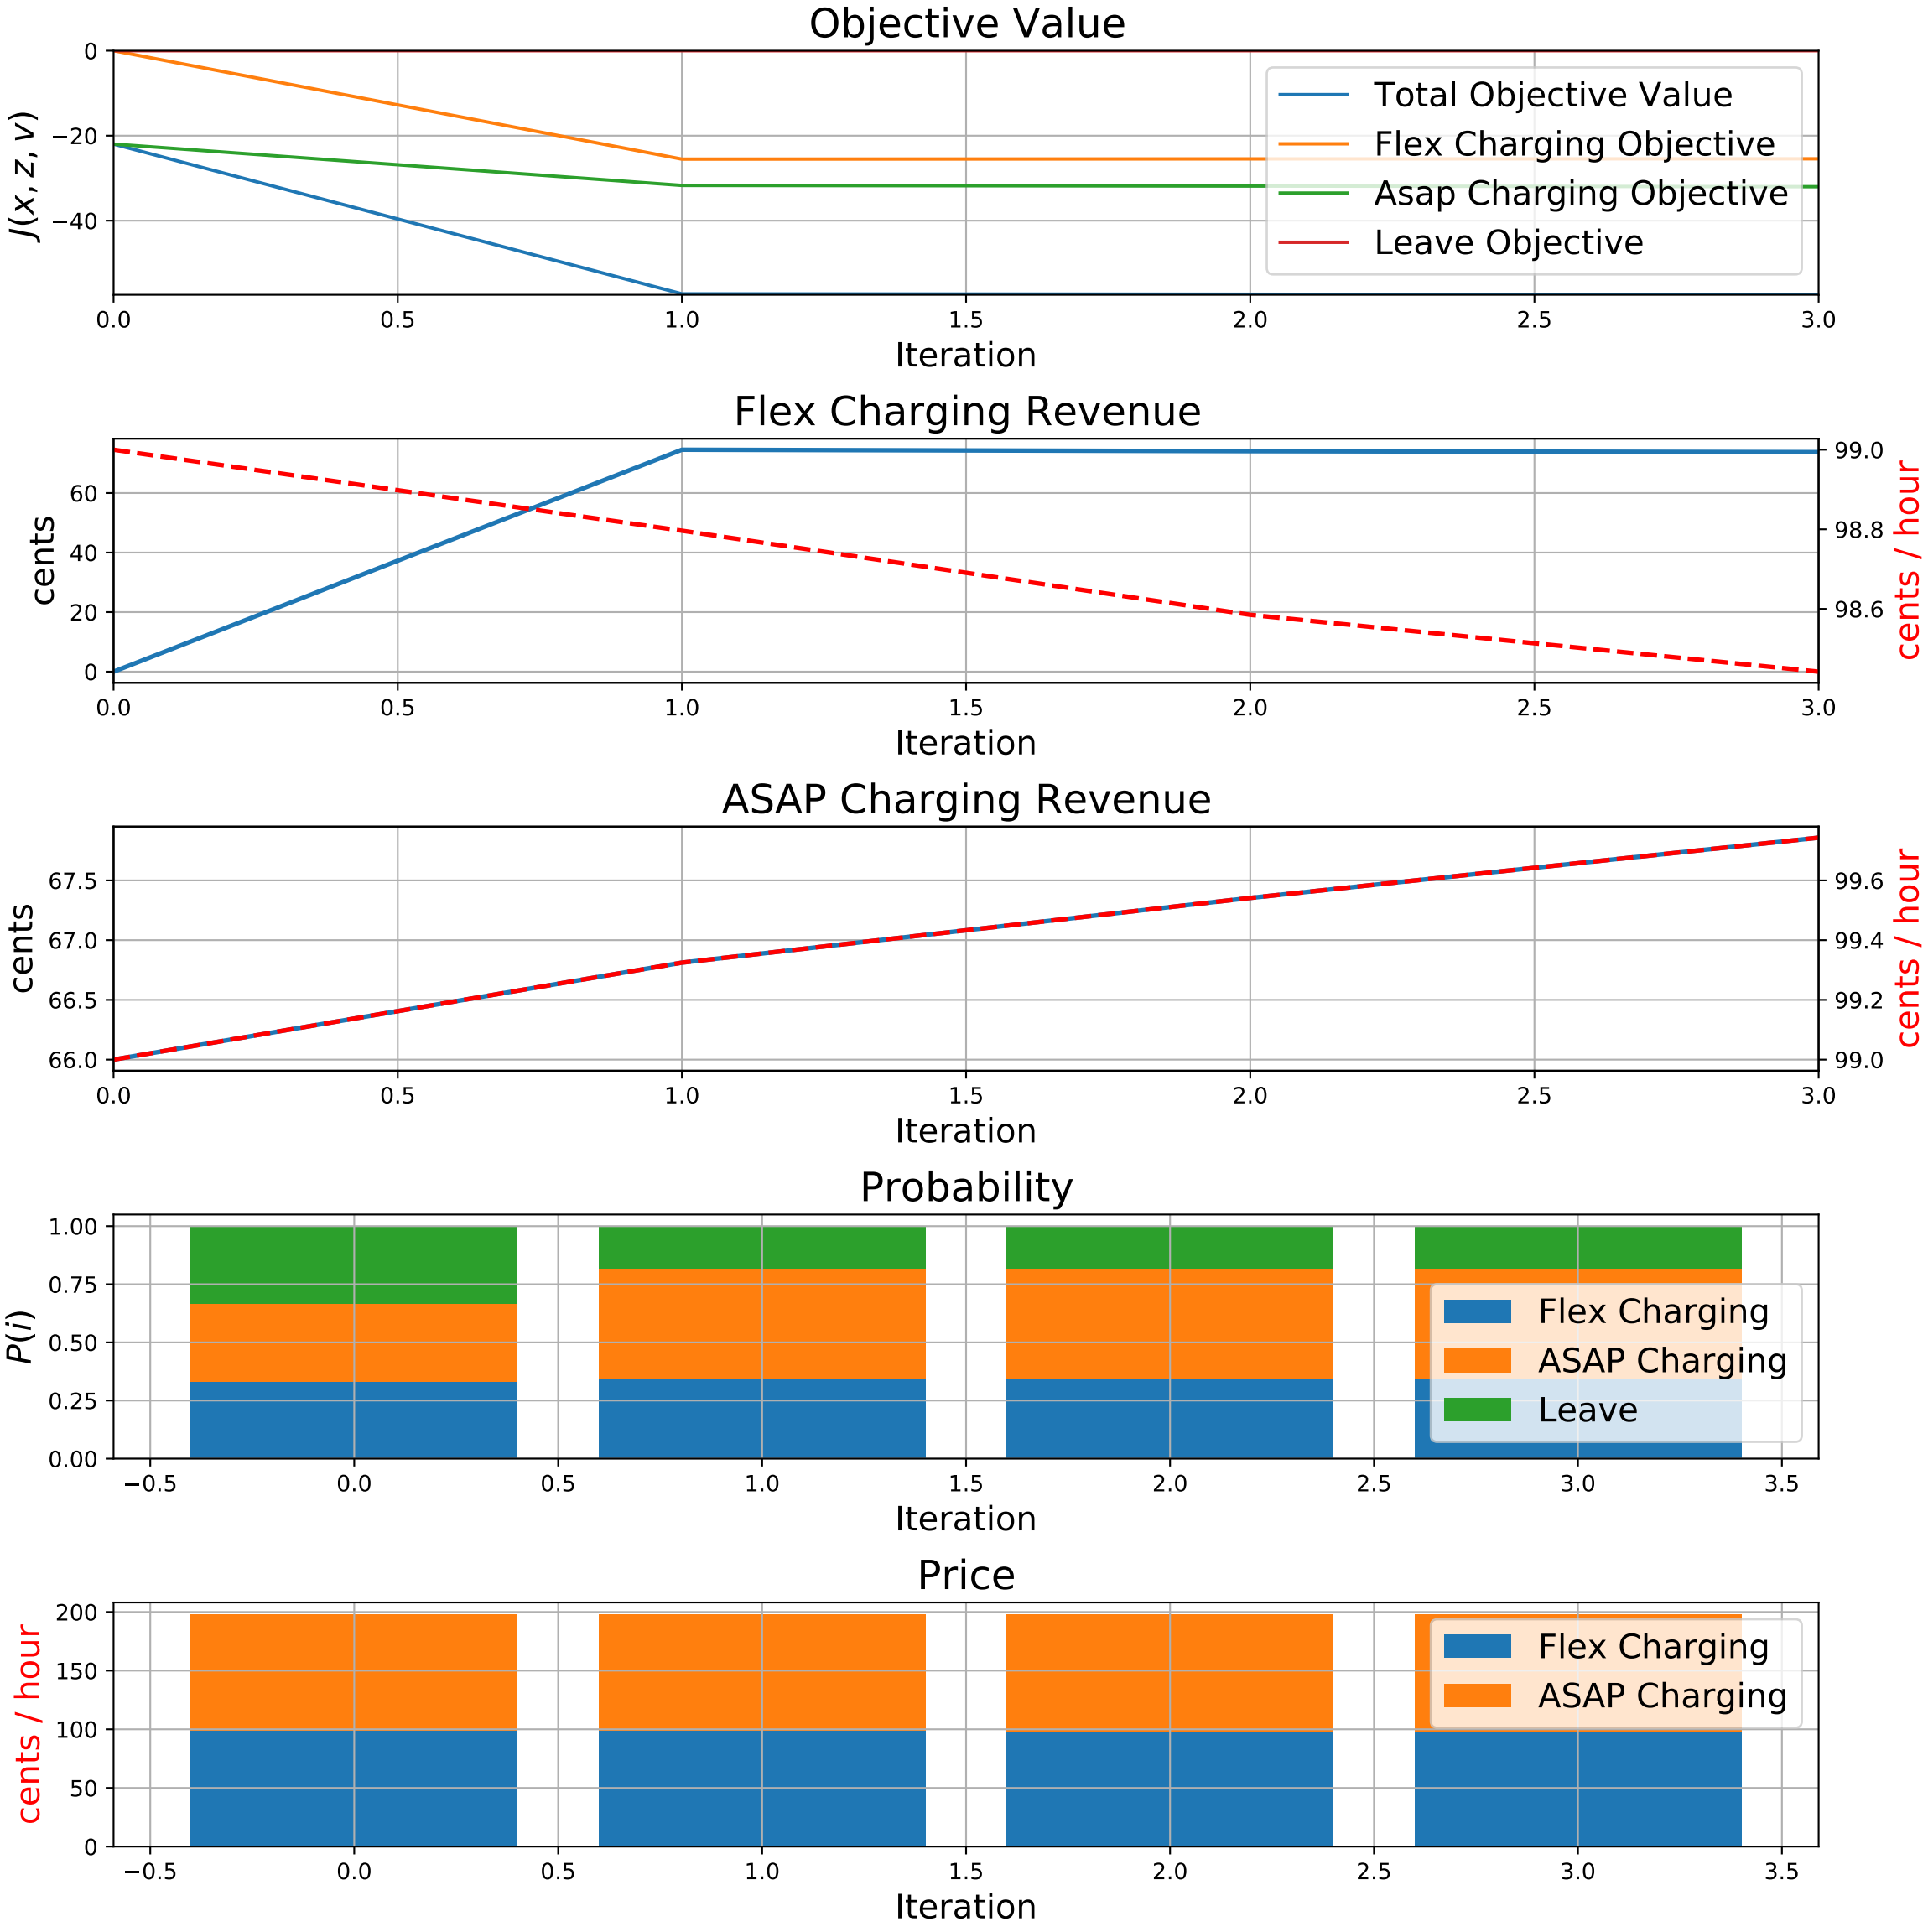 Objective Value
0
−20
−40
J(x, z, v)
Total Objective Value
Flex Charging Objective
Asap Charging Objective
Leave Objective
0.0 0.5 1.0 1.5 2.0 2.5 3.0
Iteration
Flex Charging Revenue
60
40
20
0
cents
99.0
98.8
98.6
cents / hour
0.0 0.5 1.0 1.5 2.0 2.5 3.0
Iteration
ASAP Charging Revenue
67.5
67.0
66.5
66.0
cents
99.6
99.4
99.2
99.0
cents / hour
0.0 0.5 1.0 1.5 2.0 2.5 3.0
Iteration
Probability
1.00
0.75
0.50
0.25
0.00
P(i)
Flex Charging
ASAP Charging
Leave
−0.5 0.0 0.5 1.0 1.5 2.0 2.5 3.0 3.5
Iteration
Price
200
150
100
50
0
cents / hour
Flex Charging
ASAP Charging
−0.5 0.0 0.5 1.0 1.5 2.0 2.5 3.0 3.5
Iteration